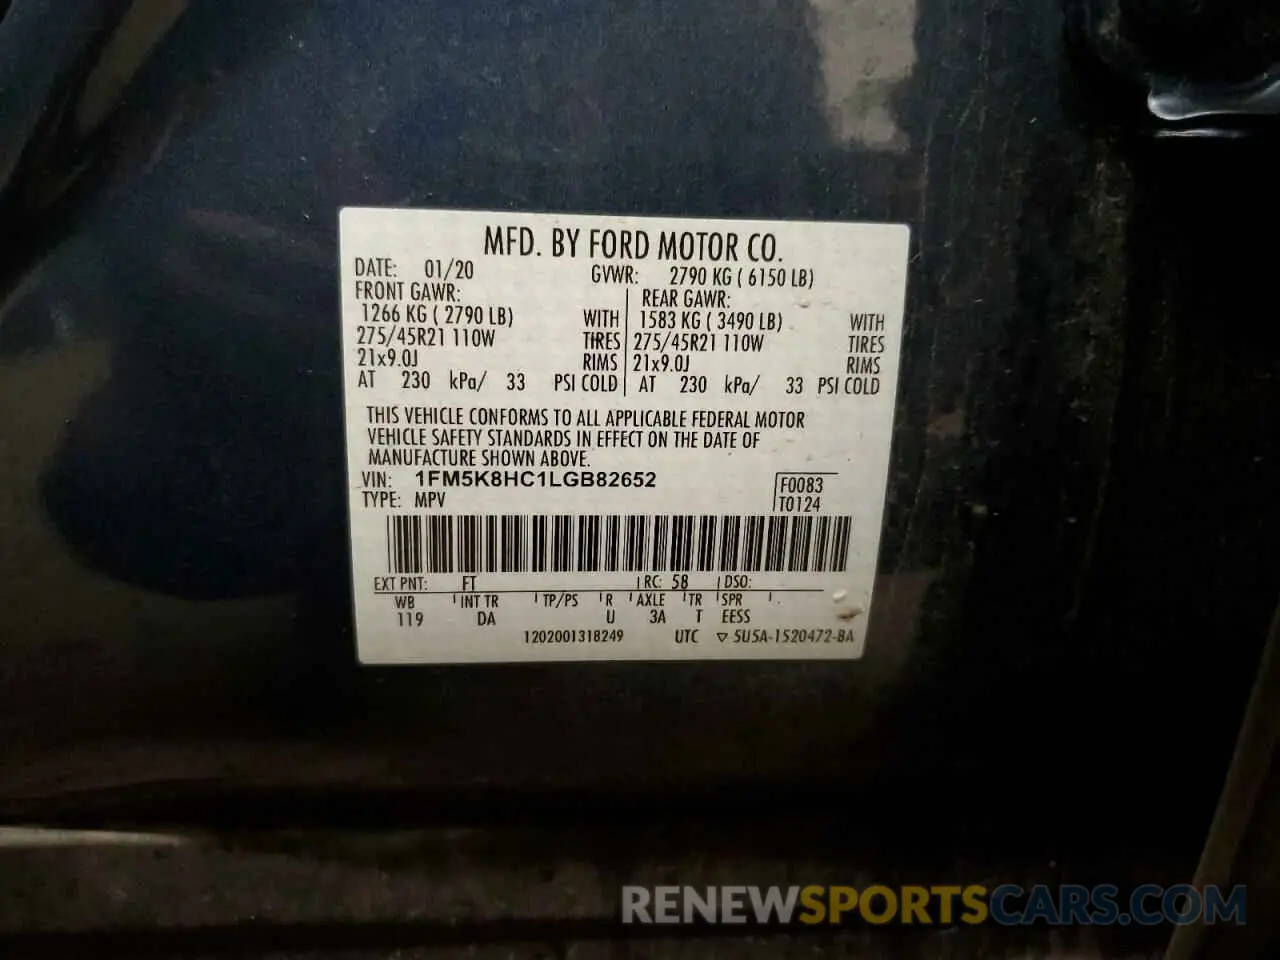 MFD. BY FORD MOTOR CO.
DATE: 01/20 GVWR: 2790 KG ( 6150 LB)
FRONT GAWR: REAR GAWR:
1266 KG ( 2790 LB) WITH 1583 KG ( 3490 LB) WITH
275/45R21 110W TIRES 275/45R21 110W TIRES
21x9.0J RIMS 21x9.0J RIMS
AT 230 kPa/ 33 PSI COLD AT 230 kPa/ 33 PSI COLD
THIS VEHICLE CONFORMS TO ALL APPLICABLE FEDERAL MOTOR
VEHICLE SAFETY STANDARDS IN EFFECT ON THE DATE OF
MANUFACTURE SHOWN ABOVE.
VIN: 1FM5K8HC1LGB82652 F0083
TYPE: MPV T0124
EXT PNT: FT RC: 58 DSO:
WB INT TR TP/PS R AXLE TR SPR
119 DA U 3A T EESS
1202001318249 UTC ▽ 5U5A-1520472-BA
RENEWSPORTSCARS.COM